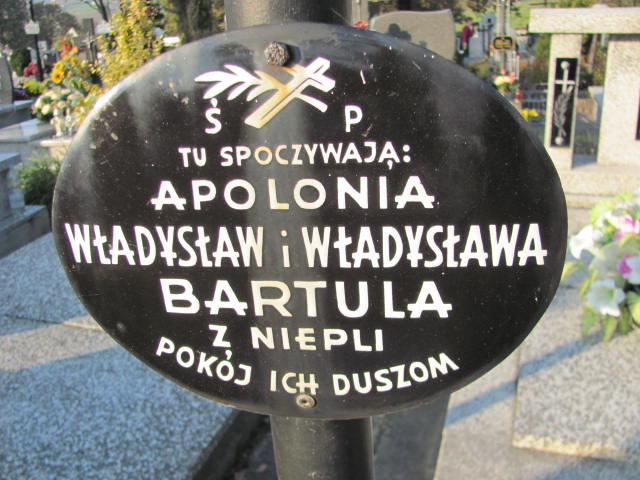 Ś P
TU SPOCZYWAJĄ:
APOLONIA
WŁADYSŁAW i WŁADYSŁAWA
BARTULA
Z NIEPLI
POKÓJ ICH DUSZOM